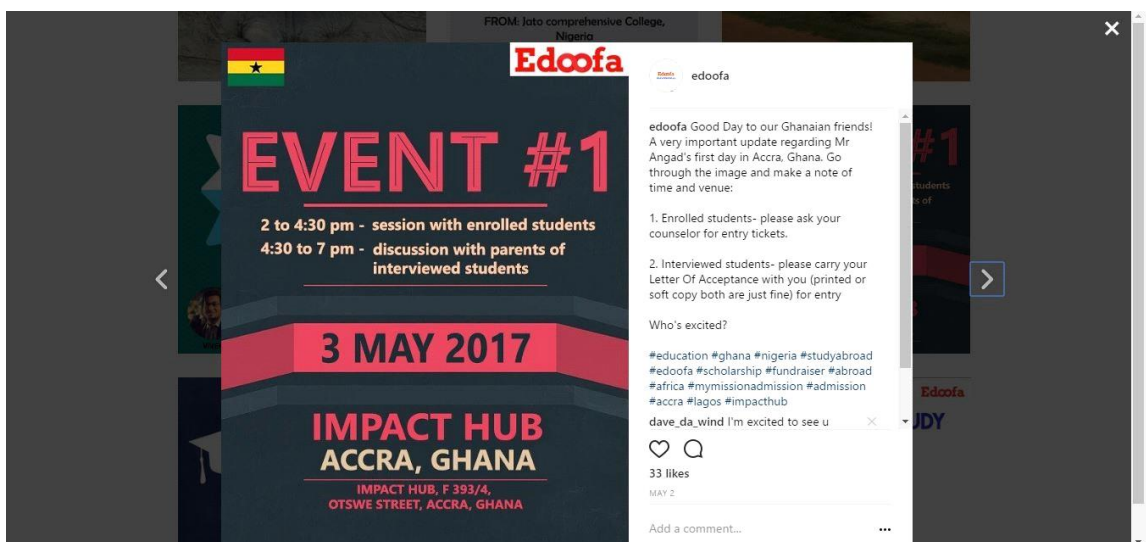 FROM: Jato comprehensive College,
Nigeria
Edoofa
EVENT #1
2 to 4:30 pm - session with enrolled students
4:30 to 7 pm - discussion with parents of
interviewed students
3 MAY 2017
IMPACT HUB
ACCRA, GHANA
IMPACT HUB, F 393/4,
OTSWE STREET, ACCRA, GHANA
edoofa
edoofa Good Day to our Ghanaian friends!
A very important update regarding Mr
Angad's first day in Accra, Ghana. Go
through the image and make a note of
time and venue:
1. Enrolled students- please ask your
counselor for entry tickets.
2. Interviewed students- please carry your
Letter Of Acceptance with you (printed or
soft copy both are just fine) for entry
Who's excited?
#education #ghana #nigeria #studyabroad
#edoofa #scholarship #fundraiser #abroad
#africa #mymissionadmission #admission
#accra #lagos #impacthub
dave_da_wind I'm excited to see u
33 likes
MAY 2
Add a comment...
#1
students
ts of
Edoofa
UDY